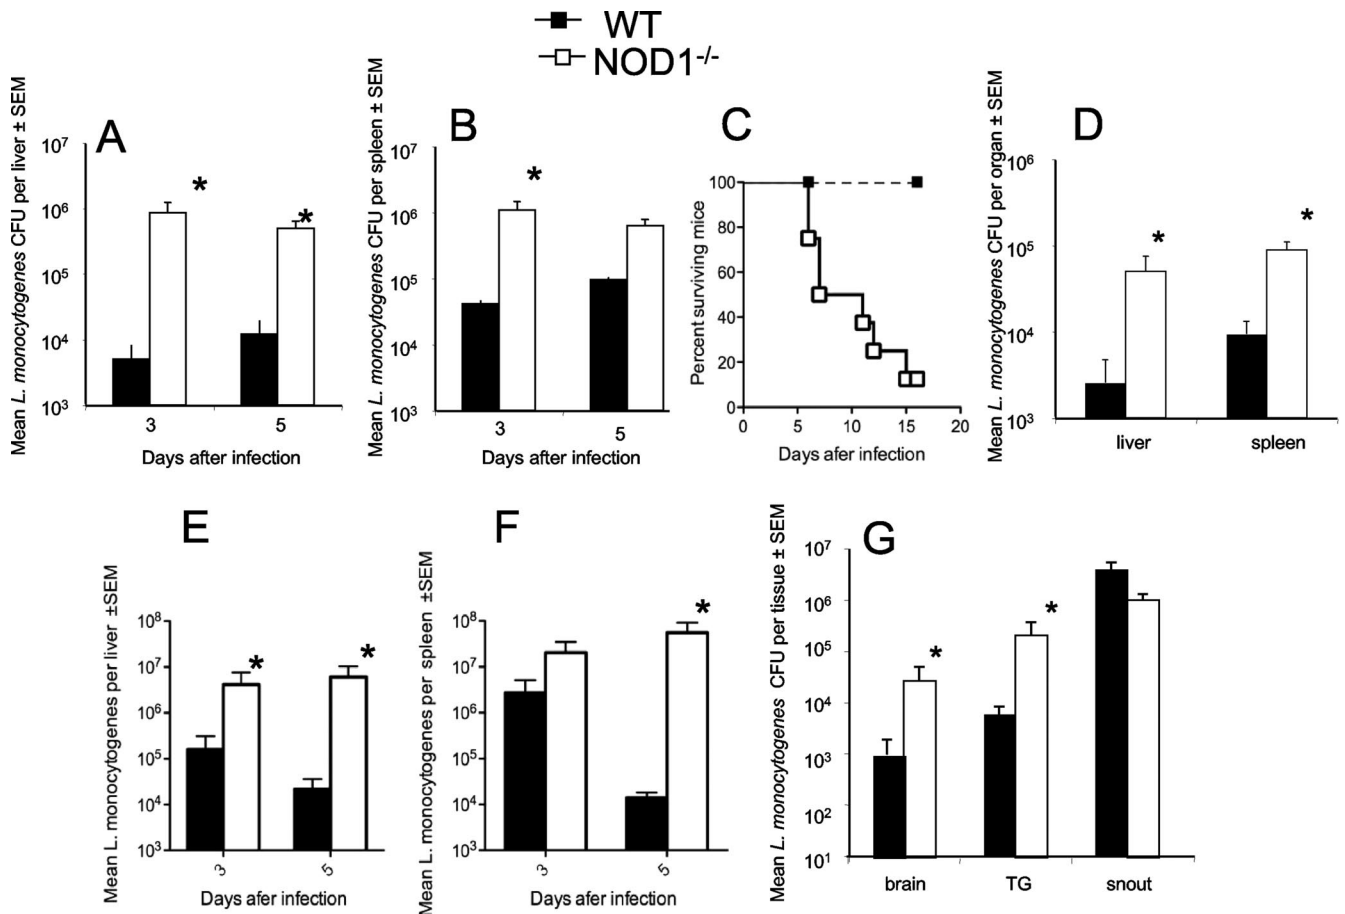 WT
NOD1-/-
A
Mean L. monocytogenes CFU per liver ± SEM
10^7
10^6
10^5
10^4
10^3
*
*
3 5
Days after infection
B
Mean L. monocytogenes CFU per spleen ± SEM
10^7
10^6
10^5
10^4
10^3
*
3 5
Days after infection
C
Percent surviving mice
100
80
60
40
20
0
0 5 10 15 20
Days afer infection
D
Mean L. monocytogenes CFU per organ ± SEM
10^6
10^5
10^4
10^3
*
*
liver spleen
E
Mean L. monocytogenes per liver ±SEM
10^8
10^7
10^6
10^5
10^4
10^3
*
*
3 5
Days afer infection
F
Mean L. monocytogenes per spleen ±SEM
10^8
10^7
10^6
10^5
10^4
10^3
*
3 5
Days afer infection
G
Mean L. monocytogenes CFU per tissue ± SEM
10^7
10^6
10^5
10^4
10^3
10^2
10^1
*
*
brain TG snout